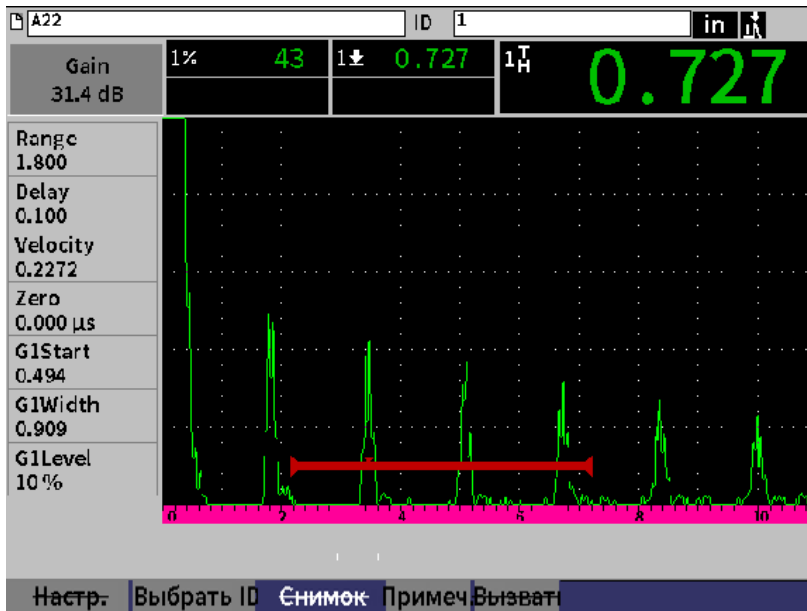 A22 ID 1 in
Gain
31.4 dB
1% 43
1 0.727
1 T H 0.727
Range
1.800
Delay
0.100
Velocity
0.2272
Zero
0.000 µs
G1Start
0.494
G1Width
0.909
G1Level
10 %
0 2 4 6 8 10
Настр. Выбрать ID Снимок Примеч. Вызвать